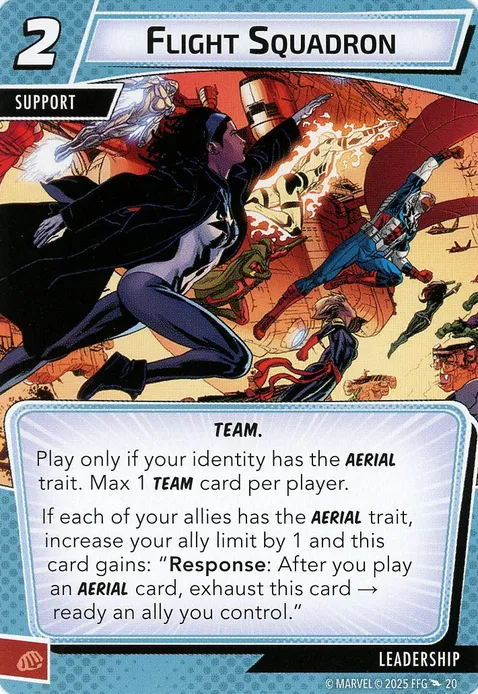 2
FLIGHT SQUADRON
SUPPORT
TEAM.
Play only if your identity has the AERIAL
trait. Max 1 TEAM card per player.
If each of your allies has the AERIAL trait,
increase your ally limit by 1 and this
card gains: “Response: After you play
an AERIAL card, exhaust this card →
ready an ally you control.”
LEADERSHIP
© MARVEL © 2025 FFG 20